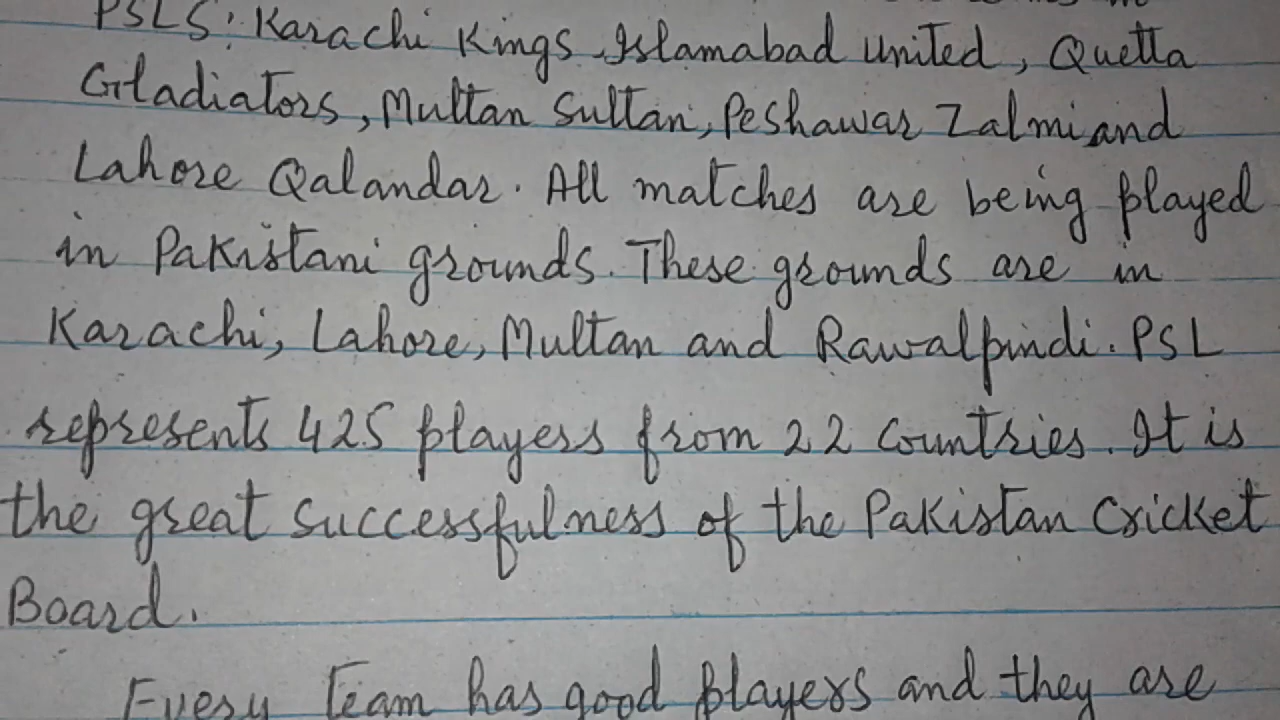 PSL5: Karachi Kings, Islamabad United, Quetta
Gladiators, Multan Sultan, Peshawar Zalmi and
Lahore Qalandar. All matches are being played
in Pakistani grounds. These grounds are in
Karachi, Lahore, Multan and Rawalpindi. PSL
represents 425 players from 22 countries. It is
the great successfulness of the Pakistan Cricket
Board.
Every Team has good players and they are